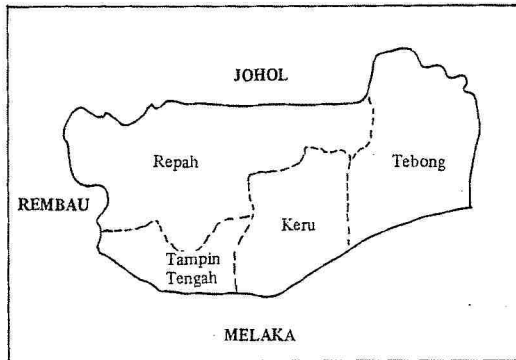 JOHOL
Repah
Tebong
REMBAU
Keru
Tampin
Tengah
MELAKA